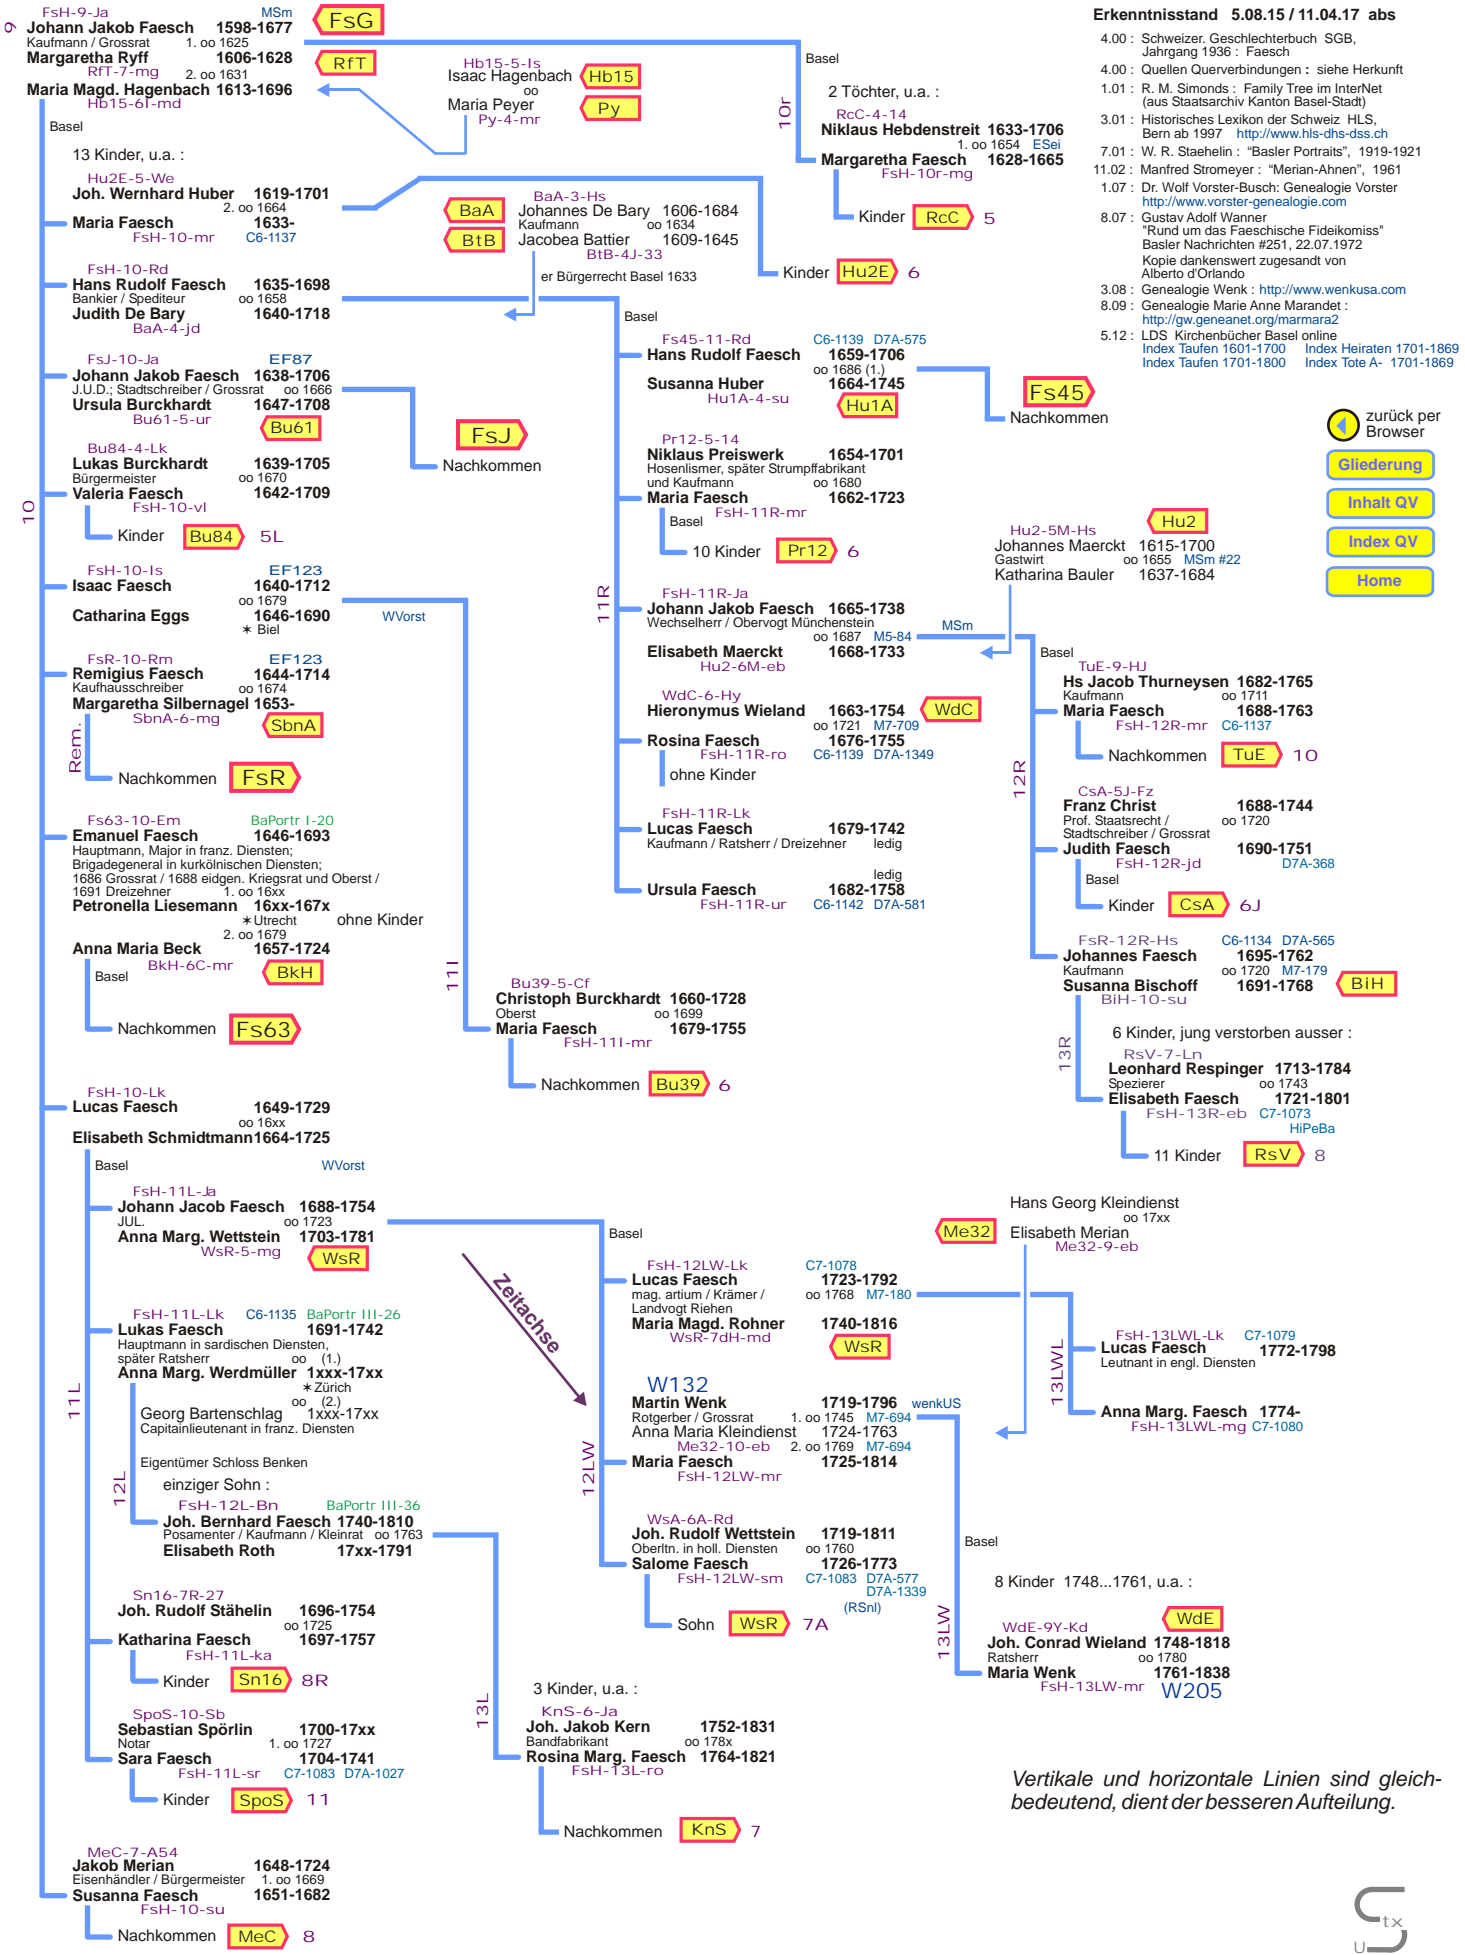 9
FsH-9-Ja MSm
Johann Jakob Faesch 1598-1677 FsG
Kaufmann / Grossrat 1. oo 1625
Margaretha Ryff 1606-1628 RfT
RfT-7-mg 2. oo 1631
Maria Magd. Hagenbach 1613-1696
Hb15-6I-md
Basel
Hb15-5-Is
Isaac Hagenbach Hb15
oo
Maria Peyer Py
Py-4-mr
10r
Basel
2 Töchter, u.a. :
RcC-4-14
Niklaus Hebdenstreit 1633-1706
1. oo 1654 ESei
Margaretha Faesch 1628-1665
FsH-10r-mg
Kinder RcC 5
Erkenntnisstand 5.08.15 / 11.04.17 abs
4.00 : Schweizer. Geschlechterbuch SGB,
Jahrgang 1936 : Faesch
4.00 : Quellen Querverbindungen : siehe Herkunft
1.01 : R. M. Simonds : Family Tree im InterNet
(aus Staatsarchiv Kanton Basel-Stadt)
3.01 : Historisches Lexikon der Schweiz HLS,
Bern ab 1997 http://www.hls-dhs-dss.ch
7.01 : W. R. Staehelin : “Basler Portraits”, 1919-1921
11.02 : Manfred Stromeyer : “Merian-Ahnen”, 1961
1.07 : Dr. Wolf Vorster-Busch: Genealogie Vorster
http://www.vorster-genealogie.com
8.07 : Gustav Adolf Wanner
"Rund um das Faeschische Fideikomiss"
Basler Nachrichten #251, 22.07.1972
Kopie dankenswert zugesandt von
Alberto d'Orlando
3.08 : Genealogie Wenk : http://www.wenkusa.com
8.09 : Genealogie Marie Anne Marandet :
http://gw.geneanet.org/marmara2
5.12 : LDS Kirchenbücher Basel online
Index Taufen 1601-1700 Index Heiraten 1701-1869
Index Taufen 1701-1800 Index Tote A- 1701-1869
zurück per
Browser
Gliederung
Inhalt QV
Index QV
Home
10
13 Kinder, u.a. :
Hu2E-5-We
Joh. Wernhard Huber 1619-1701
2. oo 1664
Maria Faesch 1633-
FsH-10-mr C6-1137
BaA-3-Hs
BaA Johannes De Bary 1606-1684
Kaufmann oo 1634
BtB Jacobea Battier 1609-1645
BtB-4J-33
er Bürgerrecht Basel 1633
Kinder Hu2E 6
FsH-10-Rd
Hans Rudolf Faesch 1635-1698
Bankier / Spediteur oo 1658
Judith De Bary 1640-1718
BaA-4-jd
FsJ-10-Ja EF87
Johann Jakob Faesch 1638-1706
J.U.D.; Stadtschreiber / Grossrat oo 1666
Ursula Burckhardt 1647-1708
Bu61-5-ur Bu61
FsJ
Nachkommen
Bu84-4-Lk
Lukas Burckhardt 1639-1705
Bürgermeister oo 1670
Valeria Faesch 1642-1709
FsH-10-vl
Kinder Bu84 5L
FsH-10-Is EF123
Isaac Faesch 1640-1712
oo 1679
Catharina Eggs 1646-1690
✶ Biel
WVorst
FsR-10-Rm EF123
Remigius Faesch 1644-1714
Kaufhausschreiber oo 1674
Margaretha Silbernagel 1653-
SbnA-6-mg SbnA
Rem.
Nachkommen FsR
Fs63-10-Em BaPortr I-20
Emanuel Faesch 1646-1693
Hauptmann, Major in franz. Diensten;
Brigadegeneral in kurkölnischen Diensten;
1686 Grossrat / 1688 eidgen. Kriegsrat und Oberst /
1691 Dreizehner 1. oo 16xx
Petronella Liesemann 16xx-167x
✶Utrecht ohne Kinder
2. oo 1679
Anna Maria Beck 1657-1724
Basel BkH-6C-mr BkH
Nachkommen Fs63
11R
Basel
Fs45-11-Rd C6-1139 D7A-575
Hans Rudolf Faesch 1659-1706
oo 1686 (1.)
Susanna Huber 1664-1745
Hu1A-4-su Hu1A
Fs45
Nachkommen
Pr12-5-14
Niklaus Preiswerk 1654-1701
Hosenlismer, später Strumpffabrikant
und Kaufmann oo 1680
Maria Faesch 1662-1723
Basel FsH-11R-mr
10 Kinder Pr12 6
FsH-11R-Ja
Johann Jakob Faesch 1665-1738
Wechselherr / Obervogt Münchenstein
oo 1687 M5-84 MSm
Elisabeth Maerckt 1668-1733
Hu2-6M-eb
Hu2
Hu2-5M-Hs
Johannes Maerckt 1615-1700
Gastwirt oo 1655 MSm #22
Katharina Bauler 1637-1684
WdC-6-Hy
Hieronymus Wieland 1663-1754 WdC
oo 1721 M7-709
Rosina Faesch 1676-1755
FsH-11R-ro C6-1139 D7A-1349
ohne Kinder
FsH-11R-Lk
Lucas Faesch 1679-1742
Kaufmann / Ratsherr / Dreizehner ledig
ledig
Ursula Faesch 1682-1758
FsH-11R-ur C6-1142 D7A-581
12R
Basel
TuE-9-HJ
Hs Jacob Thurneysen 1682-1765
Kaufmann oo 1711
Maria Faesch 1688-1763
FsH-12R-mr C6-1137
Nachkommen TuE 10
CsA-5J-Fz
Franz Christ 1688-1744
Prof. Staatsrecht / oo 1720
Stadtschreiber / Grossrat
Judith Faesch 1690-1751
FsH-12R-jd D7A-368
Basel
Kinder CsA 6J
FsR-12R-Hs C6-1134 D7A-565
Johannes Faesch 1695-1762
Kaufmann oo 1720 M7-179
Susanna Bischoff 1691-1768 BiH
BiH-10-su
13R
6 Kinder, jung verstorben ausser :
RsV-7-Ln
Leonhard Respinger 1713-1784
Spezierer oo 1743
Elisabeth Faesch 1721-1801
FsH-13R-eb C7-1073
HiPeBa
11 Kinder RsV 8
11I
Bu39-5-Cf
Christoph Burckhardt 1660-1728
Oberst oo 1699
Maria Faesch 1679-1755
FsH-11I-mr
Nachkommen Bu39 6
FsH-10-Lk
Lucas Faesch 1649-1729
oo 16xx
Elisabeth Schmidtmann 1664-1725
Basel WVorst
11L
FsH-11L-Ja
Johann Jacob Faesch 1688-1754
JUL. oo 1723
Anna Marg. Wettstein 1703-1781
WsR-5-mg WsR
Zeitachse
FsH-11L-Lk C6-1135 BaPortr III-26
Lukas Faesch 1691-1742
Hauptmann in sardischen Diensten,
später Ratsherr oo (1.)
Anna Marg. Werdmüller 1xxx-17xx
✶Zürich
oo (2.)
Georg Bartenschlag 1xxx-17xx
Capitainlieutenant in franz. Diensten
12L
Eigentümer Schloss Benken
einziger Sohn :
FsH-12L-Bn BaPortr III-36
Joh. Bernhard Faesch 1740-1810
Posamenter / Kaufmann / Kleinrat oo 1763
Elisabeth Roth 17xx-1791
Sn16-7R-27
Joh. Rudolf Stähelin 1696-1754
oo 1725
Katharina Faesch 1697-1757
FsH-11L-ka
Kinder Sn16 8R
SpoS-10-Sb
Sebastian Spörlin 1700-17xx
Notar 1. oo 1727
Sara Faesch 1704-1741
FsH-11L-sr C7-1083 D7A-1027
Kinder SpoS 11
MeC-7-A54
Jakob Merian 1648-1724
Eisenhändler / Bürgermeister 1. oo 1669
Susanna Faesch 1651-1682
FsH-10-su
Nachkommen MeC 8
13L
3 Kinder, u.a. :
KnS-6-Ja
Joh. Jakob Kern 1752-1831
Bandfabrikant oo 178x
Rosina Marg. Faesch 1764-1821
FsH-13L-ro
Nachkommen KnS 7
12LW
Basel
FsH-12LW-Lk C7-1078
Lucas Faesch 1723-1792
mag. artium / Krämer / oo 1768 M7-180
Landvogt Riehen
Maria Magd. Rohner 1740-1816
WsR-7dH-md WsR
W132
Martin Wenk 1719-1796 wenkUS
Rotgerber / Grossrat 1. oo 1745 M7-694
Anna Maria Kleindienst 1724-1763
Me32-10-eb 2. oo 1769 M7-694
Maria Faesch 1725-1814
FsH-12LW-mr
WsA-6A-Rd
Joh. Rudolf Wettstein 1719-1811
Oberltn. in holl. Diensten oo 1760
Salome Faesch 1726-1773
FsH-12LW-sm C7-1083 D7A-577
D7A-1339
(RSnl)
Sohn WsR 7A
Hans Georg Kleindienst
oo 17xx
Me32 Elisabeth Merian
Me32-9-eb
13LWL
FsH-13LWL-Lk C7-1079
Lucas Faesch 1772-1798
Leutnant in engl. Diensten
Anna Marg. Faesch 1774-
FsH-13LWL-mg C7-1080
13LW
Basel
8 Kinder 1748...1761, u.a. :
WdE
WdE-9Y-Kd
Joh. Conrad Wieland 1748-1818
Ratsherr oo 1780
Maria Wenk 1761-1838
FsH-13LW-mr W205
Vertikale und horizontale Linien sind gleich-
bedeutend, dient der besseren Aufteilung.
tx
U